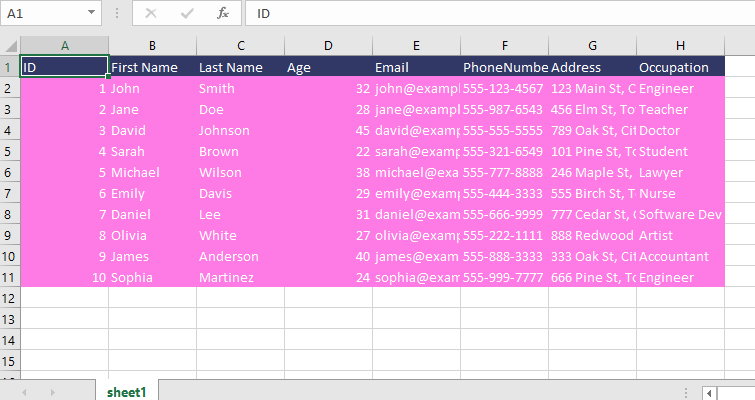 A1 fx ID
A B C D E F G H
1 ID First Name Last Name Age Email PhoneNumbe Address Occupation
2 1 John Smith 32 john@exampl 555-123-4567 123 Main St, C Engineer
3 2 Jane Doe 28 jane@exampl 555-987-6543 456 Elm St, To Teacher
4 3 David Johnson 45 david@examp 555-555-5555 789 Oak St, Cit Doctor
5 4 Sarah Brown 22 sarah@examp 555-321-6549 101 Pine St, To Student
6 5 Michael Wilson 38 michael@exa 555-777-8888 246 Maple St, Lawyer
7 6 Emily Davis 29 emily@examp 555-444-3333 555 Birch St, T Nurse
8 7 Daniel Lee 31 daniel@exam 555-666-9999 777 Cedar St, Software Dev
9 8 Olivia White 27 olivia@exam 555-222-1111 888 Redwood Artist
10 9 James Anderson 40 james@exam 555-888-3333 333 Oak St, Cit Accountant
11 10 Sophia Martinez 24 sophia@exam 555-999-7777 666 Pine St, To Engineer
12
13
14
15
sheet1